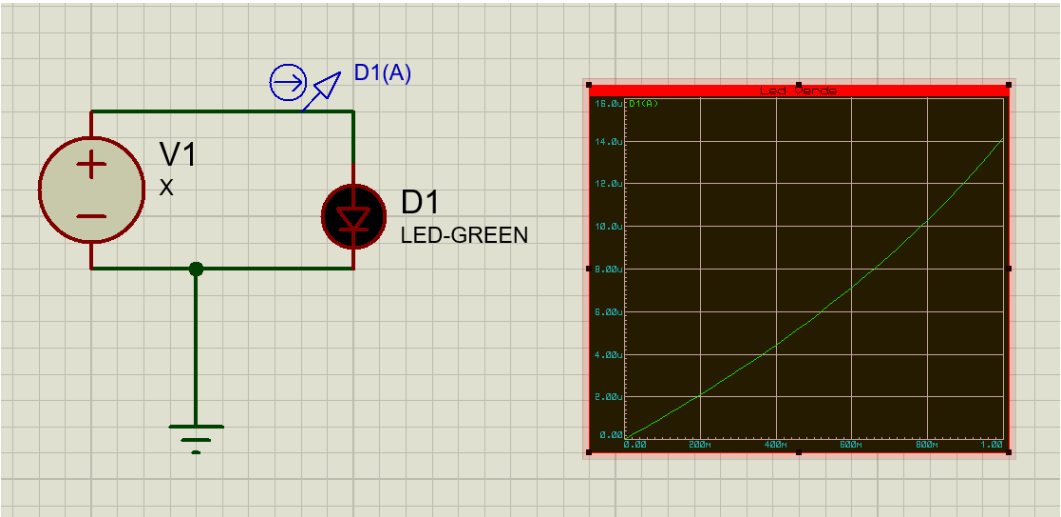 D1(A)
V1
X
D1
LED-GREEN
Led Verde
D1(A)
16.0u
14.0u
12.0u
10.0u
8.00u
6.00u
4.00u
2.00u
0.00
0.00 200m 400m 600m 800m 1.00